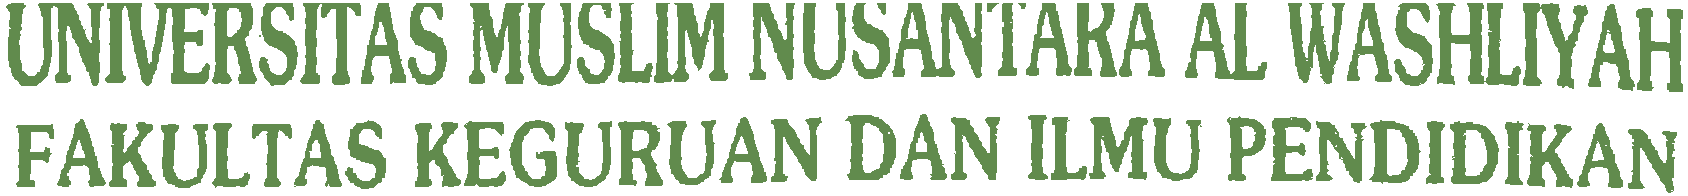 UNIVERSITAS MUSLIM NUSANTARA AL WASHLIYAH
FAKULTAS KEGURUAN DAN ILMU PENDIDIKAN